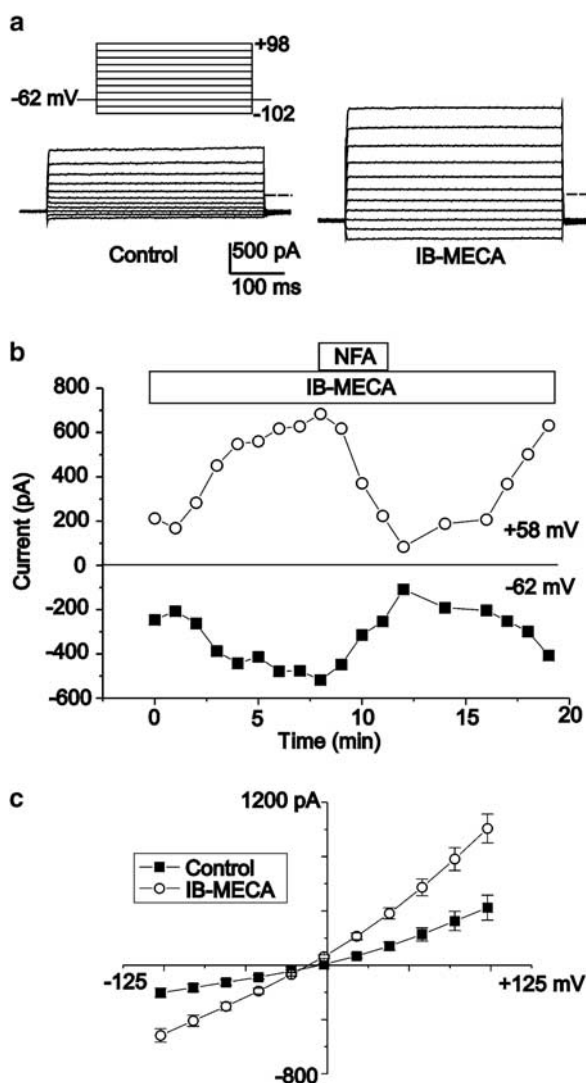 a
+98
-62 mV
-102
Control
500 pA
100 ms
IB-MECA
b
NFA
IB-MECA
800
600
400
200
0
-200
-400
-600
Current (pA)
+58 mV
-62 mV
0
5
10
15
20
Time (min)
c
1200 pA
Control
IB-MECA
-125
+125 mV
-800